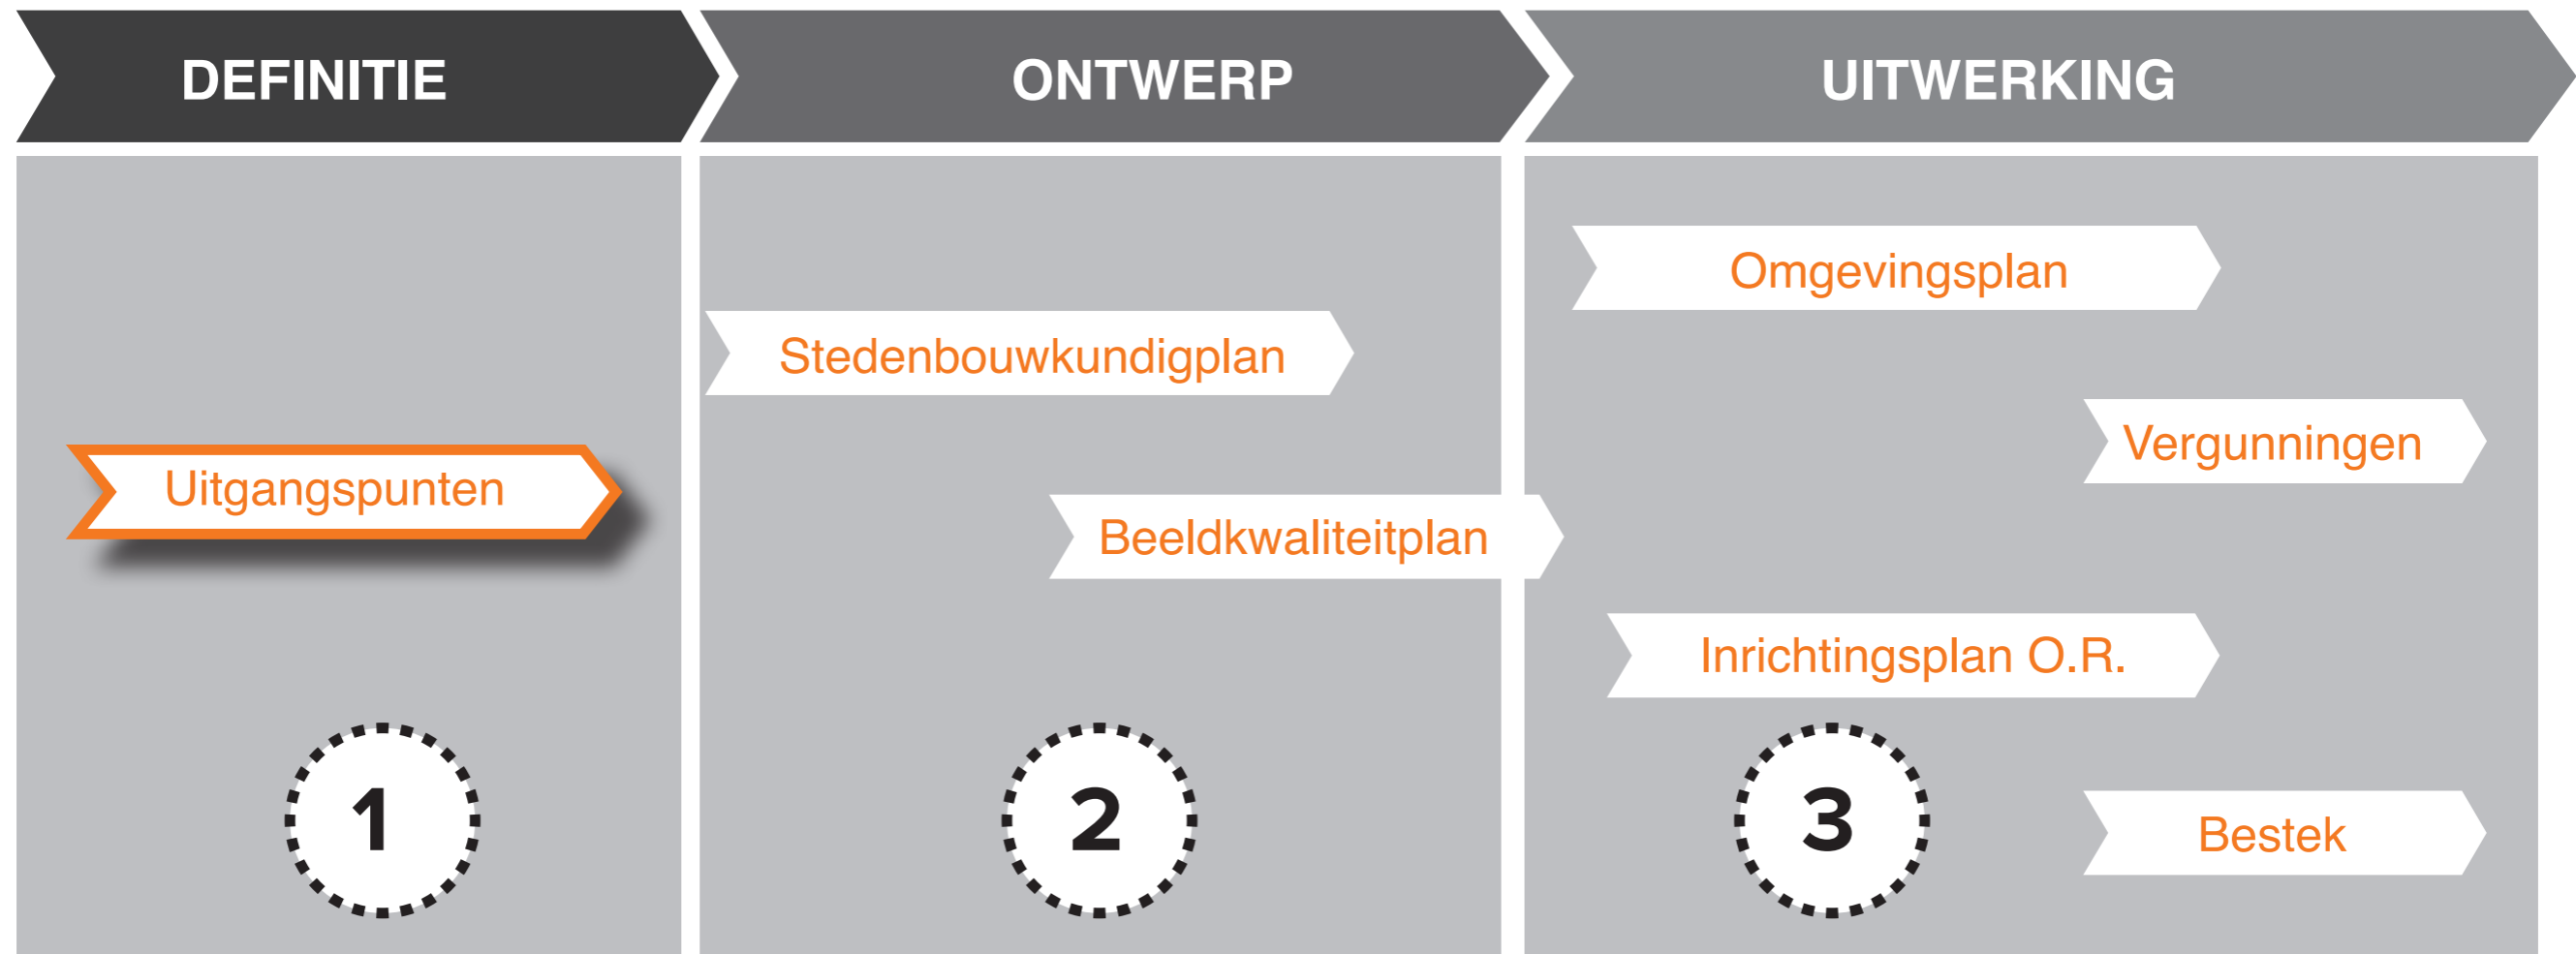 DEFINITIE
ONTWERP
UITWERKING
Uitgangspunten
1
Stedenbouwkundigplan
Beeldkwaliteitplan
2
Omgevingsplan
Vergunningen
Inrichtingsplan O.R.
3
Bestek